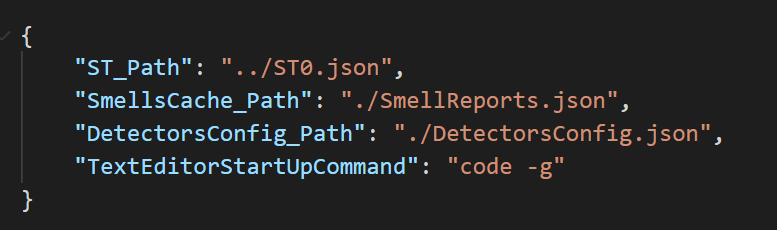 {
"ST_Path": "../ST0.json",
"SmellsCache_Path": "./SmellReports.json",
"DetectorsConfig_Path": "./DetectorsConfig.json",
"TextEditorStartUpCommand": "code -g"
}